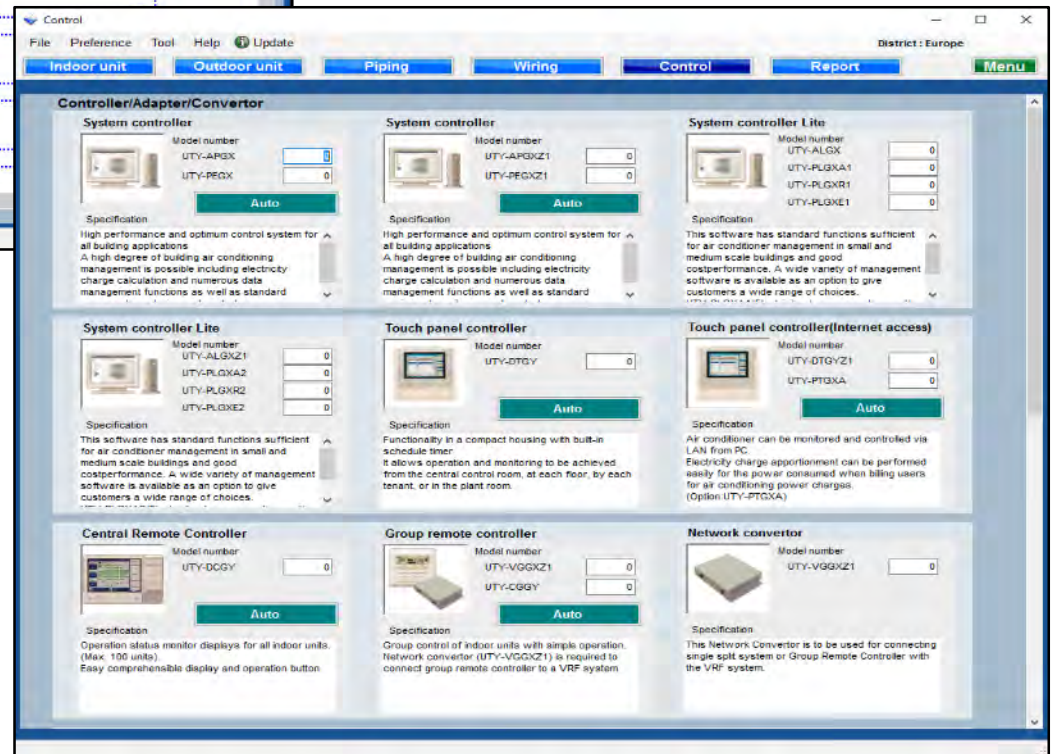 Control
File Preference Tool Help Update
District : Europe
Indoor unit Outdoor unit Piping Wiring Control Report Menu
Controller/Adapter/Convertor
System controller
Model number
UTY-APGX 0
UTY-PEGX 0
Auto
Specification
High performance and optimum control system for
all building applications
A high degree of building air conditioning
management is possible including electricity
charge calculation and numerous data
management functions as well as standard
System controller
Model number
UTY-APGXZ1 0
UTY-PEGXZ1 0
Auto
Specification
High performance and optimum control system for
all building applications
A high degree of building air conditioning
management is possible including electricity
charge calculation and numerous data
management functions as well as standard
System controller Lite
Model number
UTY-ALGX 0
UTY-PLGXA1 0
UTY-PLGXR1 0
UTY-PLGXE1 0
Specification
This software has standard functions sufficient
for air conditioner management in small and
medium scale buildings and good
costperformance. A wide variety of management
software is available as an option to give
customers a wide range of choices.
System controller Lite
Model number
UTY-ALGXZ1 0
UTY-PLGXA2 0
UTY-PLGXR2 0
UTY-PLGXE2 0
Specification
This software has standard functions sufficient
for air conditioner management in small and
medium scale buildings and good
costperformance. A wide variety of management
software is available as an option to give
customers a wide range of choices.
Touch panel controller
Model number
UTY-DTGY 0
Auto
Specification
Functionality in a compact housing with built-in
schedule timer
It allows operation and monitoring to be achieved
from the central control room, at each floor, by each
tenant, or in the plant room.
Touch panel controller(Internet access)
Model number
UTY-DTGYZ1 0
UTY-PTGXA 0
Auto
Specification
Air conditioner can be monitored and controlled via
LAN from PC.
Electricity charge apportionment can be performed
easily for the power consumed when billing users
for air conditioning power charges.
(Option:UTY-PTGXA)
Central Remote Controller
Model number
UTY-DCGY 0
Auto
Specification
Operation status monitor displays for all indoor units.
(Max. 100 units).
Easy comprehensible display and operation button
Group remote controller
Model number
UTY-VGGXZ1 0
UTY-CGGY 0
Auto
Specification
Group control of indoor units with simple operation.
Network convertor (UTY-VGGXZ1) is required to
connect group remote controller to a VRF system
Network convertor
Model number
UTY-VGGXZ1 0
Specification
This Network Convertor is to be used for connecting
single split system or Group Remote Controller with
the VRF system.